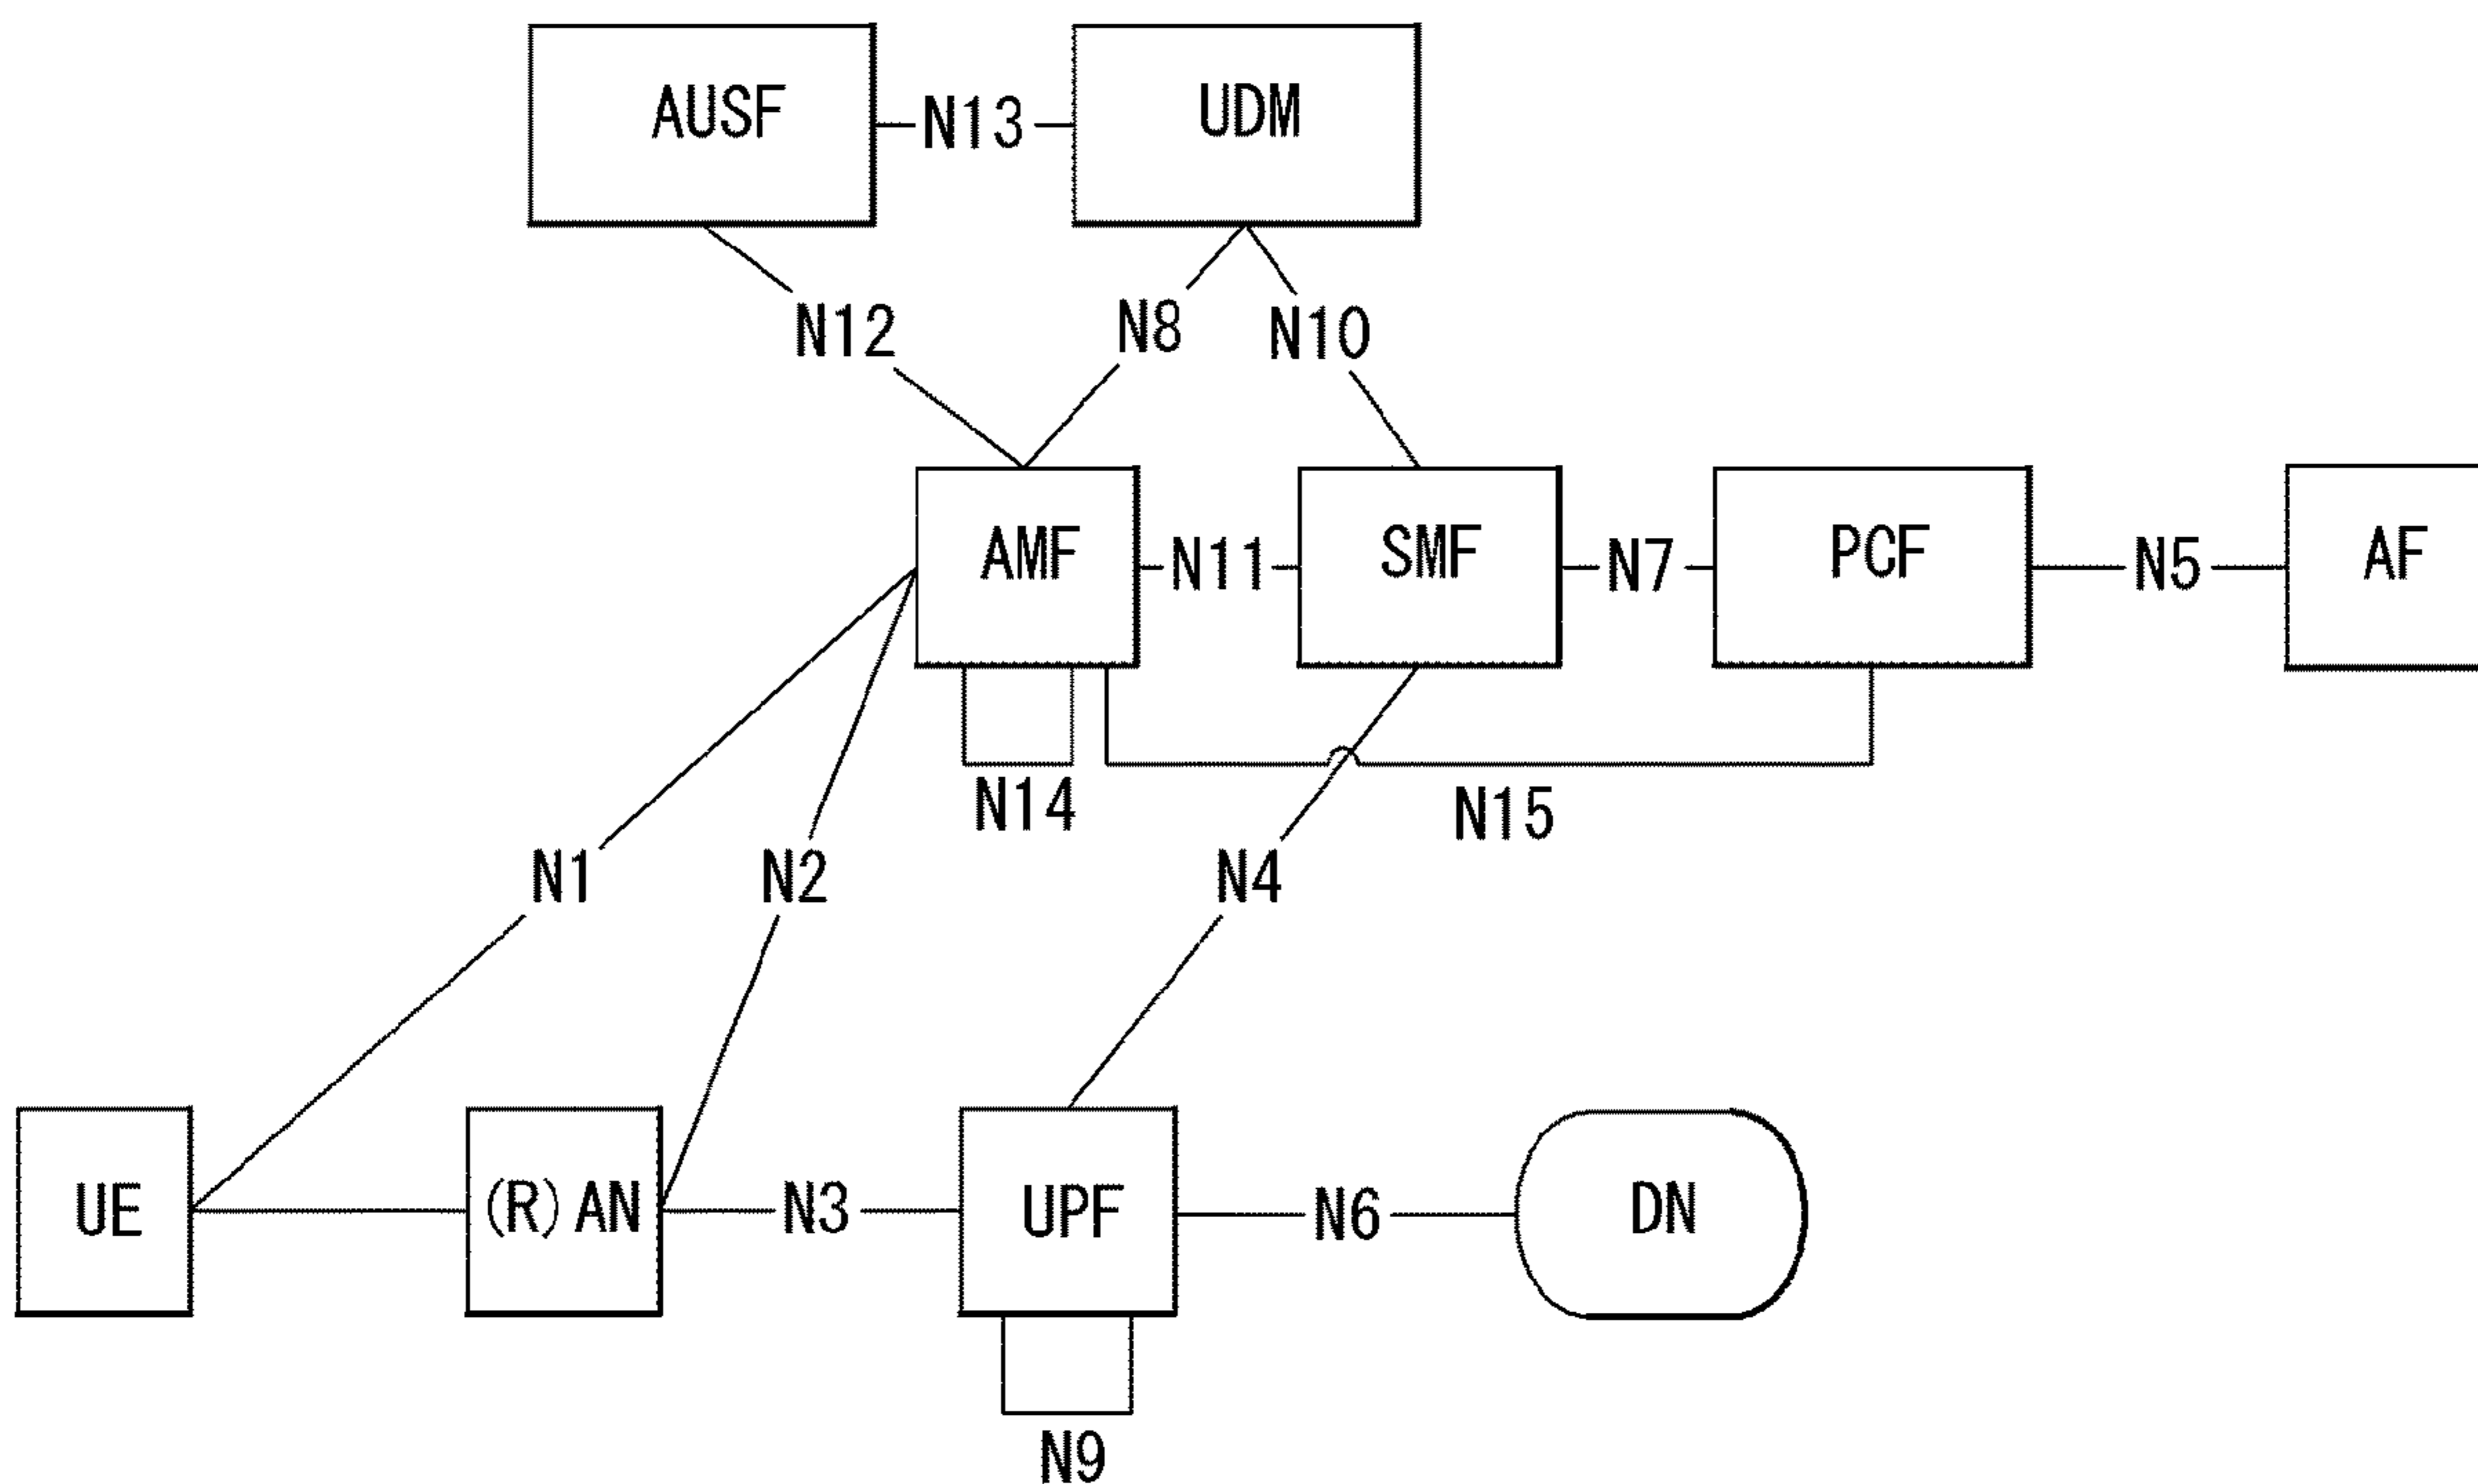 AUSF N13 UDM
N12 N8 N10
AMF N11 SMF N7 PCF N5 AF
N14 N15
N1 N2 N4
UE (R) AN N3 UPF N6 DN
N9